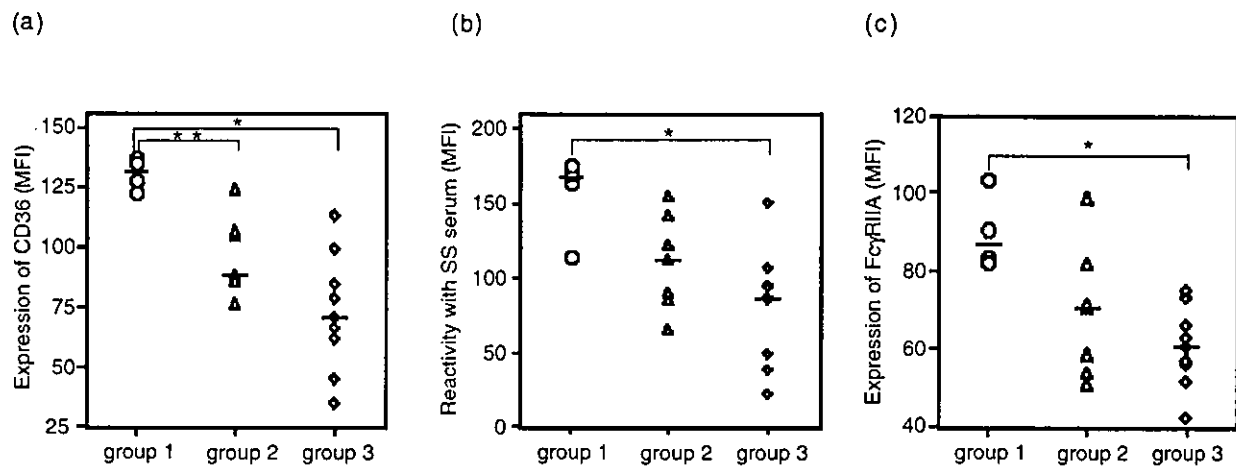 (a)
(b)
(c)
Expression of CD36 (MFI)
150
125
100
75
50
25
*
* *
group 1 group 2 group 3
Reactivity with SS serum (MFI)
200
150
100
50
0
*
group 1 group 2 group 3
Expression of FcγRIIA (MFI)
120
100
80
60
40
*
group 1 group 2 group 3